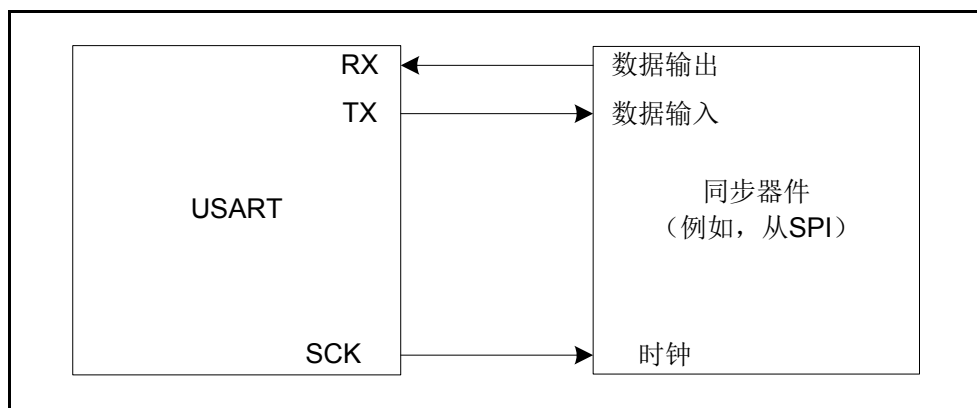 RX
TX
USART
SCK
数据输出
数据输入
同步器件
（例如，从SPI）
时钟